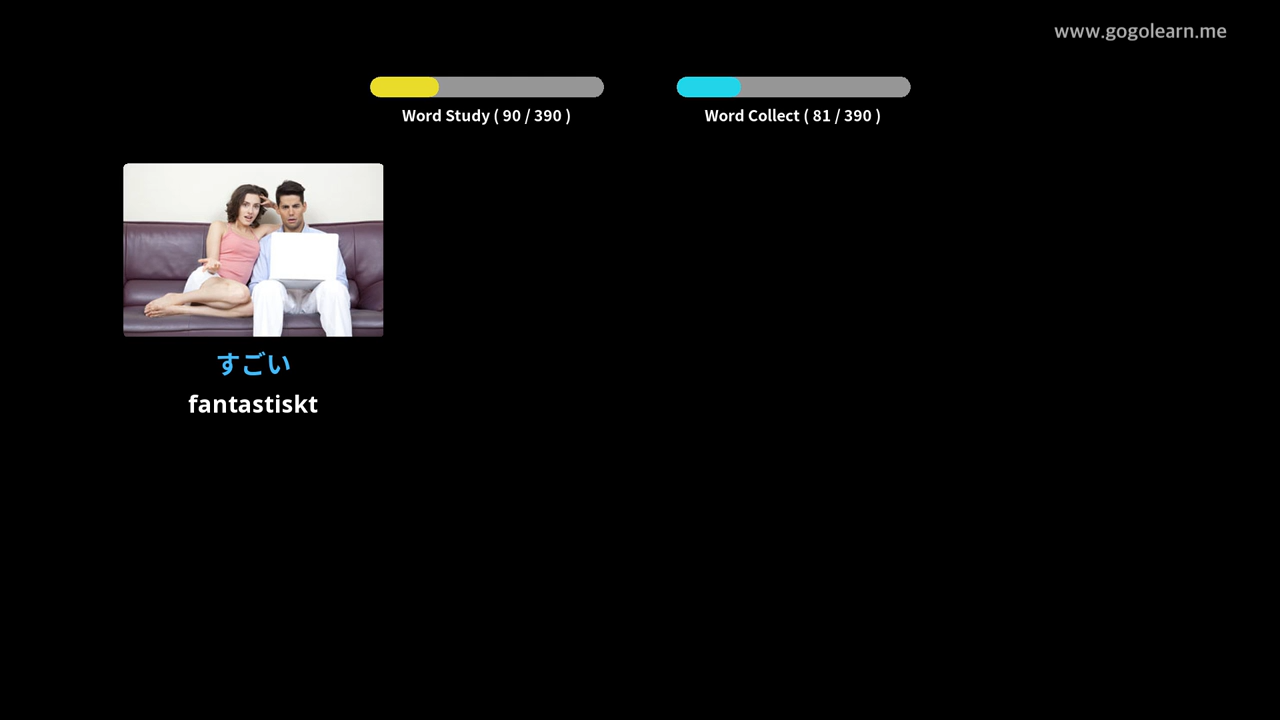 www.gogolearn.me
Word Study ( 90 / 390 )
Word Collect ( 81 / 390 )
すごい
fantastiskt